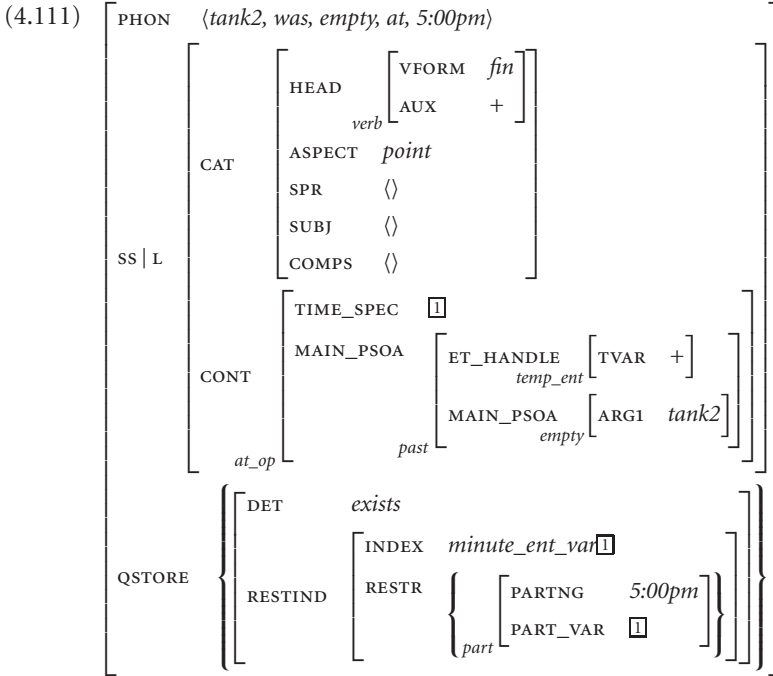 (4.111) PHON ⟨tank2, was, empty, at, 5:00pm⟩
HEAD VFORM fin
AUX +
verb
ASPECT point
CAT
SPR ⟨⟩
SUBJ ⟨⟩
SS | L
COMPS ⟨⟩
TIME_SPEC 1
MAIN_PSOA ET_HANDLE TVAR +
temp_ent
CONT
MAIN_PSOA ARG1 tank2
empty
past
at_op
DET exists
INDEX minute_ent_var 1
QSTORE
RESTIND RESTR PARTNG 5:00pm
PART_VAR 1
part